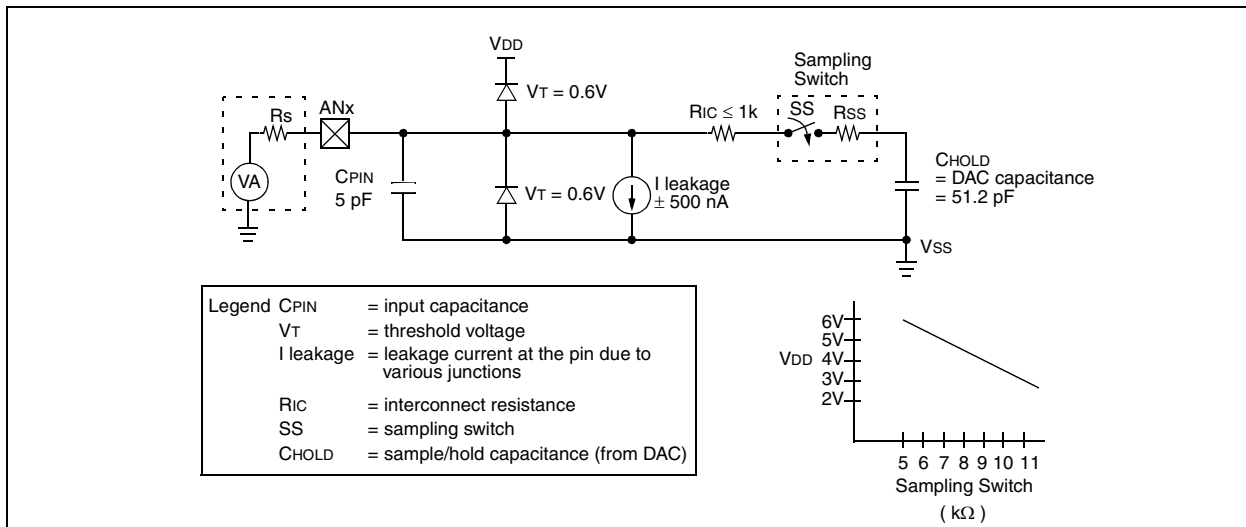 VDD
Sampling
Switch
VT = 0.6V
RIC ≤ 1k
SS
RSS
Rs
ANx
VA
CPIN
5 pF
VT = 0.6V
I leakage
± 500 nA
CHOLD
= DAC capacitance
= 51.2 pF
VSS
Legend CPIN = input capacitance
VT = threshold voltage
I leakage = leakage current at the pin due to
various junctions
RIC = interconnect resistance
SS = sampling switch
CHOLD = sample/hold capacitance (from DAC)
6V
5V
VDD 4V
3V
2V
5 6 7 8 9 10 11
Sampling Switch
( kΩ )